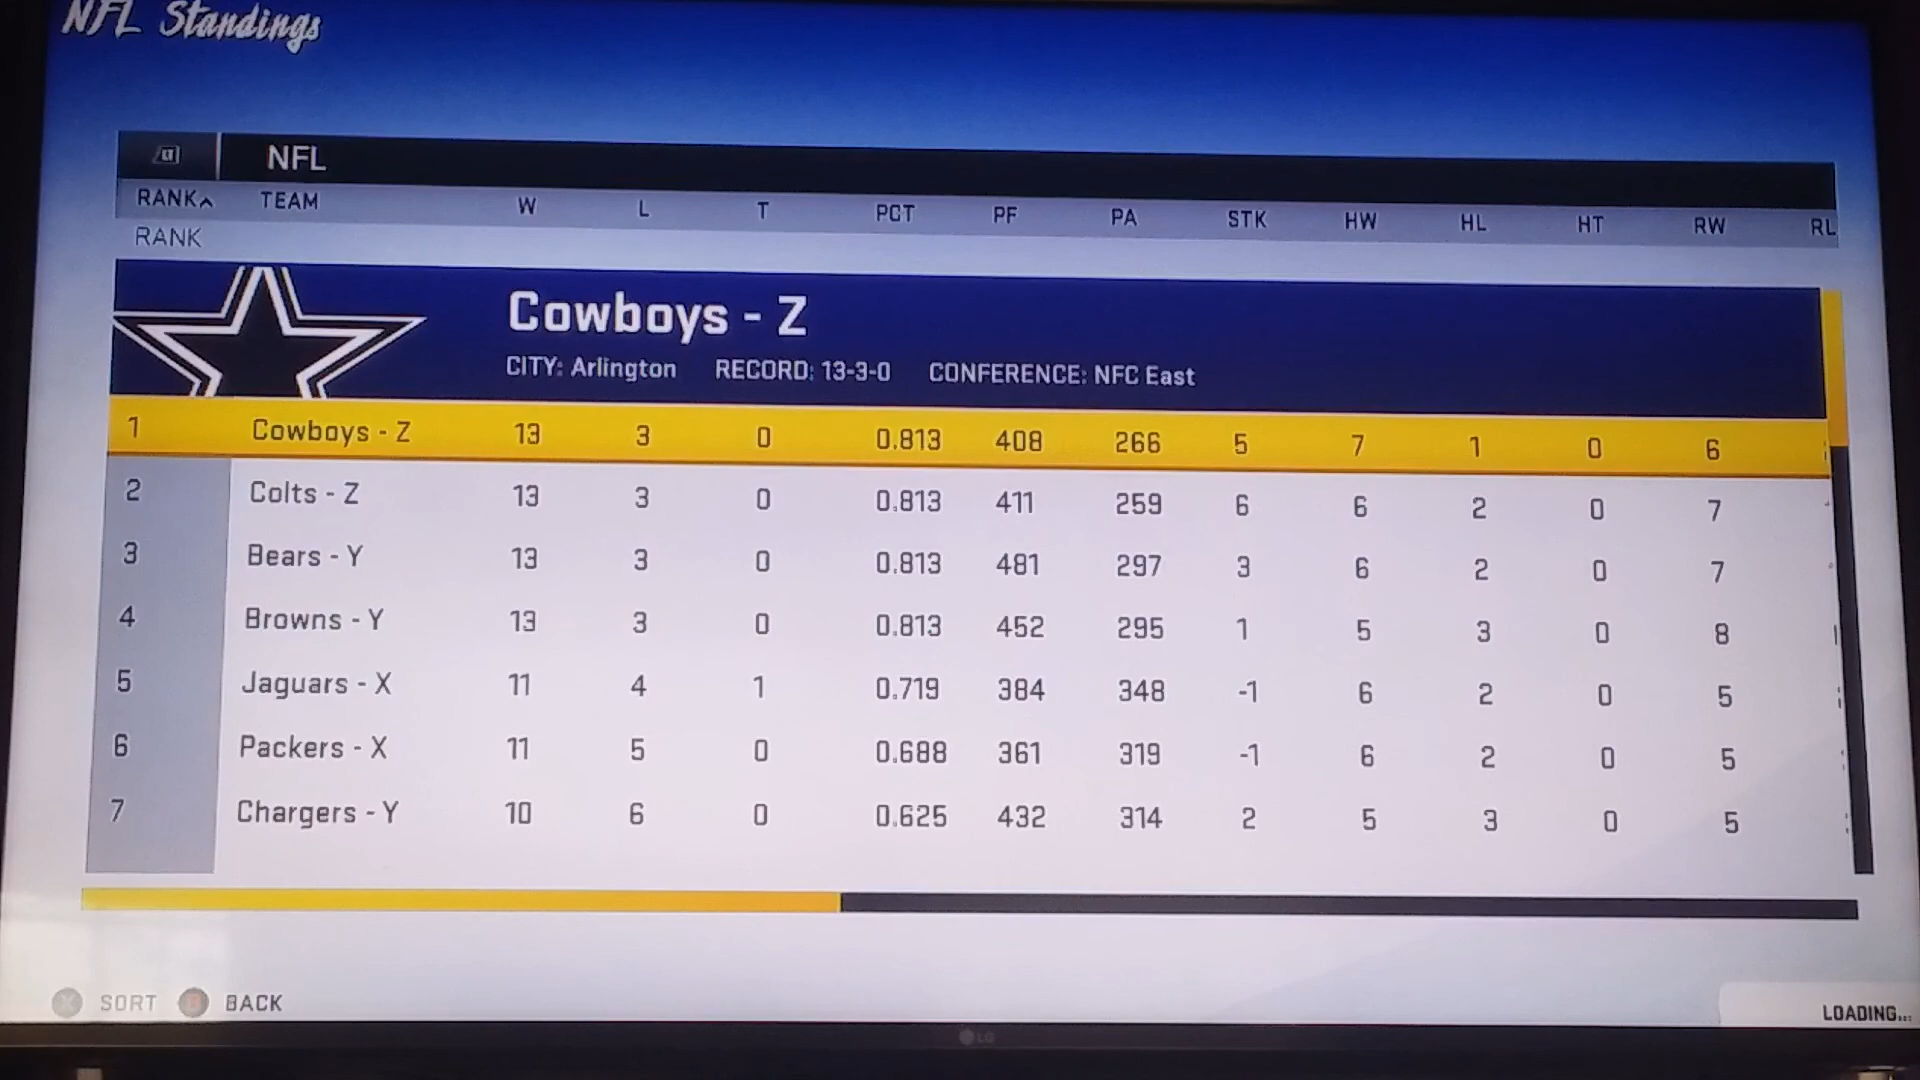 NFL Standings
LT NFL
RANK TEAM W L T PCT PF PA STK HW HL HT RW RL
RANK
Cowboys - Z
CITY: Arlington RECORD: 13-3-0 CONFERENCE: NFC East
1 Cowboys - Z 13 3 0 0.813 408 266 5 7 1 0 6
2 Colts - Z 13 3 0 0.813 411 259 6 6 2 0 7
3 Bears - Y 13 3 0 0.813 481 297 3 6 2 0 7
4 Browns - Y 13 3 0 0.813 452 295 1 5 3 0 8
5 Jaguars - X 11 4 1 0.719 384 348 -1 6 2 0 5
6 Packers - X 11 5 0 0.688 361 319 -1 6 2 0 5
7 Chargers - Y 10 6 0 0.625 432 314 2 5 3 0 5
X SORT B BACK
LOADING...
LG